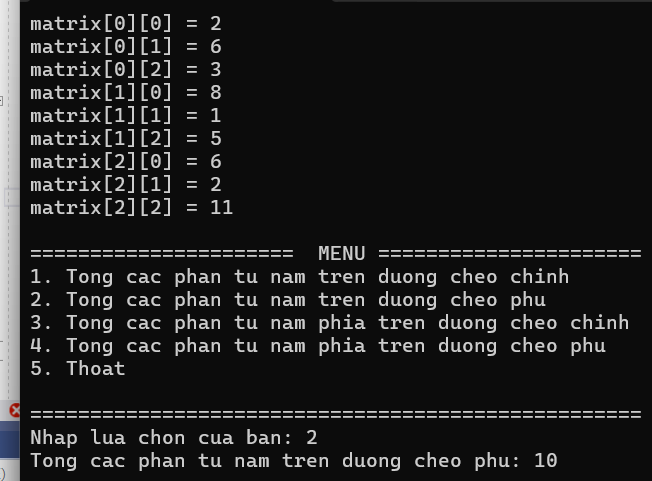 matrix[0][0] = 2
matrix[0][1] = 6
matrix[0][2] = 3
matrix[1][0] = 8
matrix[1][1] = 1
matrix[1][2] = 5
matrix[2][0] = 6
matrix[2][1] = 2
matrix[2][2] = 11
======================  MENU ======================
1. Tong cac phan tu nam tren duong cheo chinh
2. Tong cac phan tu nam tren duong cheo phu
3. Tong cac phan tu nam phia tren duong cheo chinh
4. Tong cac phan tu nam phia tren duong cheo phu
5. Thoat
===================================================
Nhap lua chon cua ban: 2
Tong cac phan tu nam tren duong cheo phu: 10